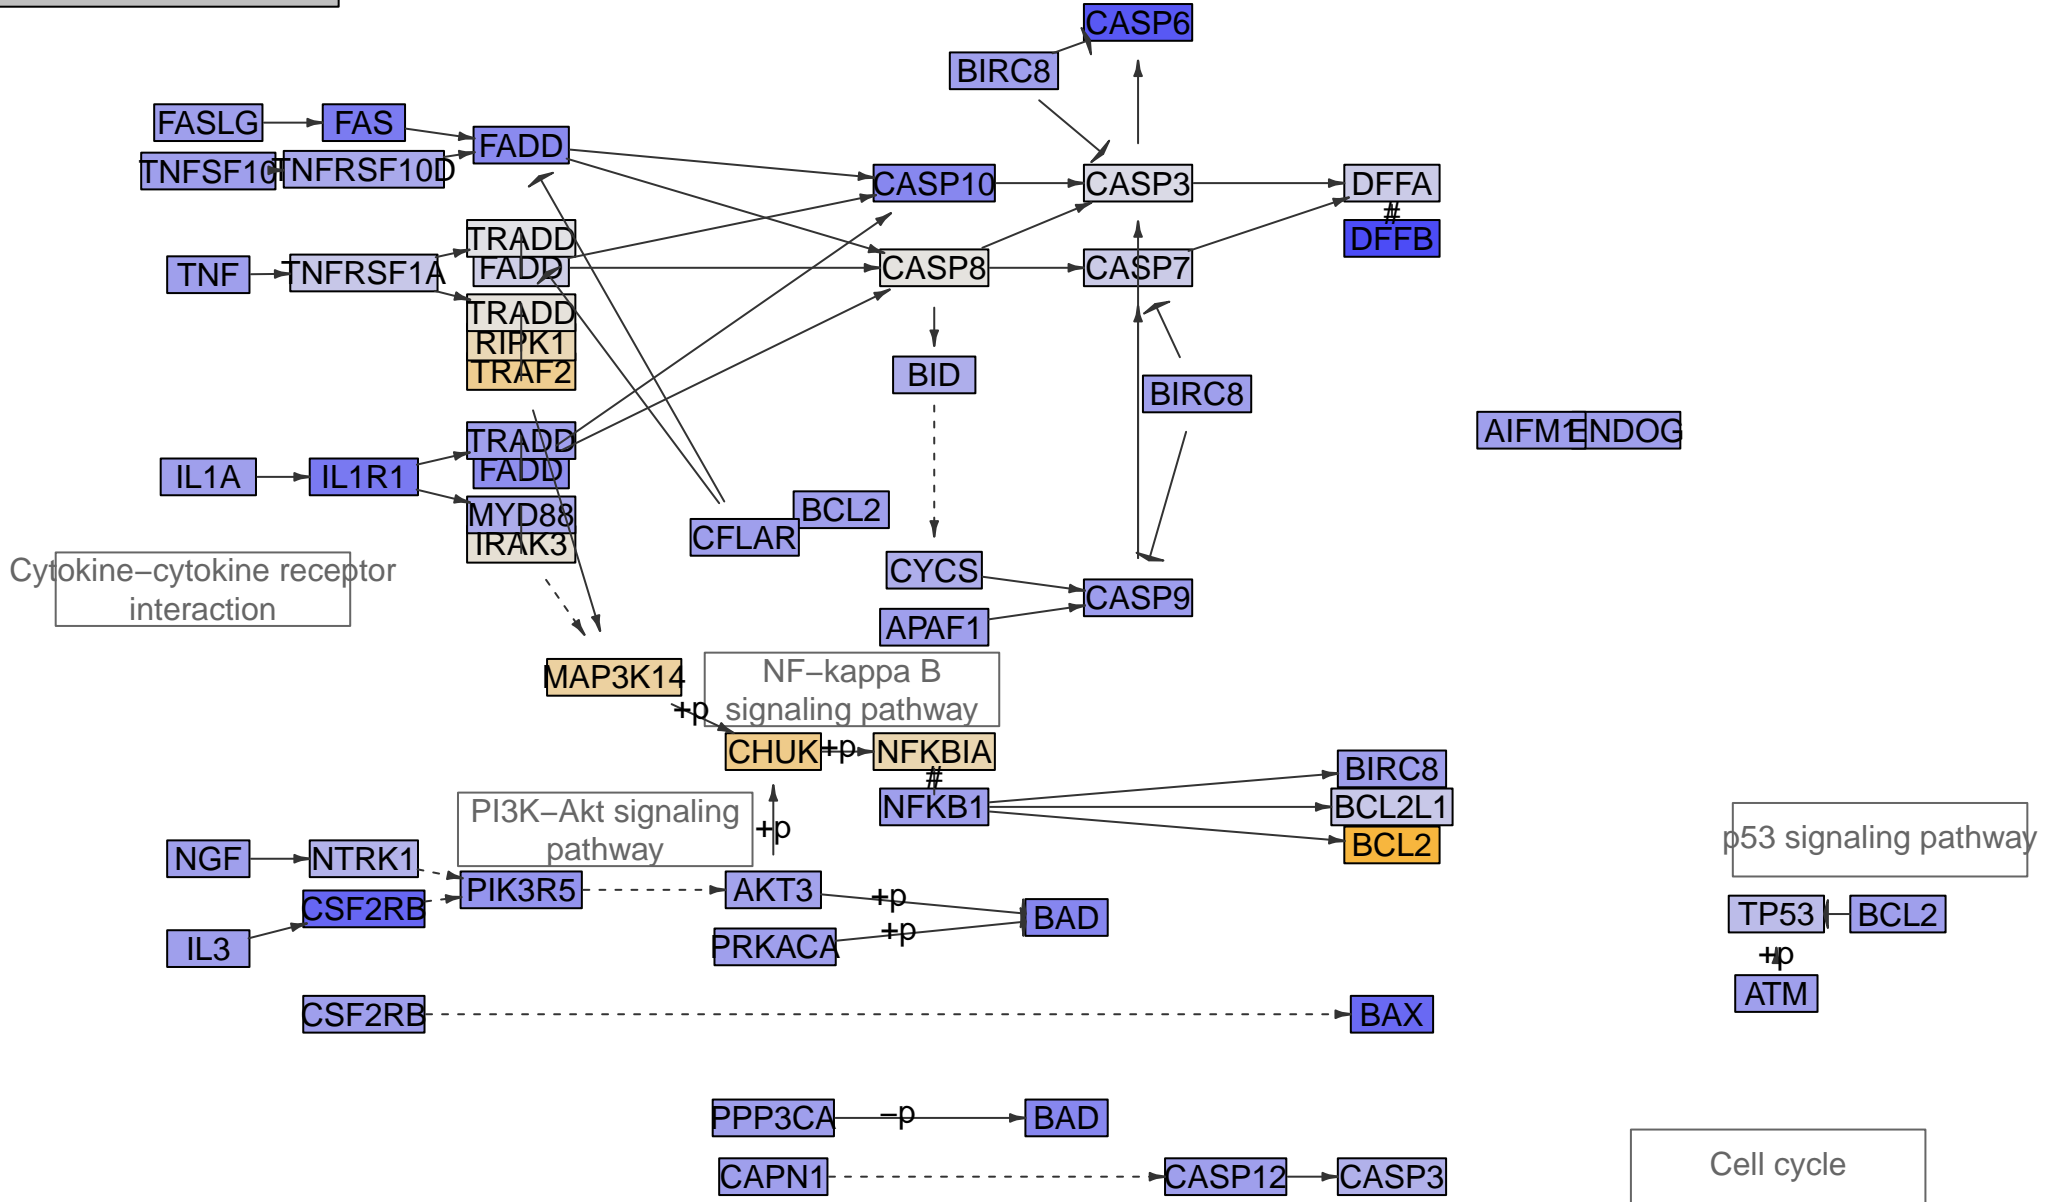 CASP6
BIRC8
FASLG
FAS
FADD
TNFSF10
TNFRSF10D
CASP10
CASP3
DFFA
#
DFFB
TRADD
FADD
TNF
TNFRSF1A
CASP8
CASP7
TRADD
RIPK1
TRAF2
BID
BIRC8
AIFM1
ENDOG
TRADD
FADD
IL1A
IL1R1
MYD88
IRAK3
BCL2
CFLAR
Cytokine−cytokine receptor
interaction
CYCS
CASP9
APAF1
MAP3K14
NF−kappa B
signaling pathway
+p
CHUK
+p
NFKBIA
#
NFKB1
BIRC8
BCL2L1
BCL2
PI3K−Akt signaling
pathway
+p
p53 signaling pathway
NGF
NTRK1
CSF2RB
PIK3R5
AKT3
+p
BAD
IL3
PRKACA
+p
TP53
BCL2
+p
ATM
CSF2RB
BAX
PPP3CA
−p
BAD
CAPN1
CASP12
CASP3
Cell cycle